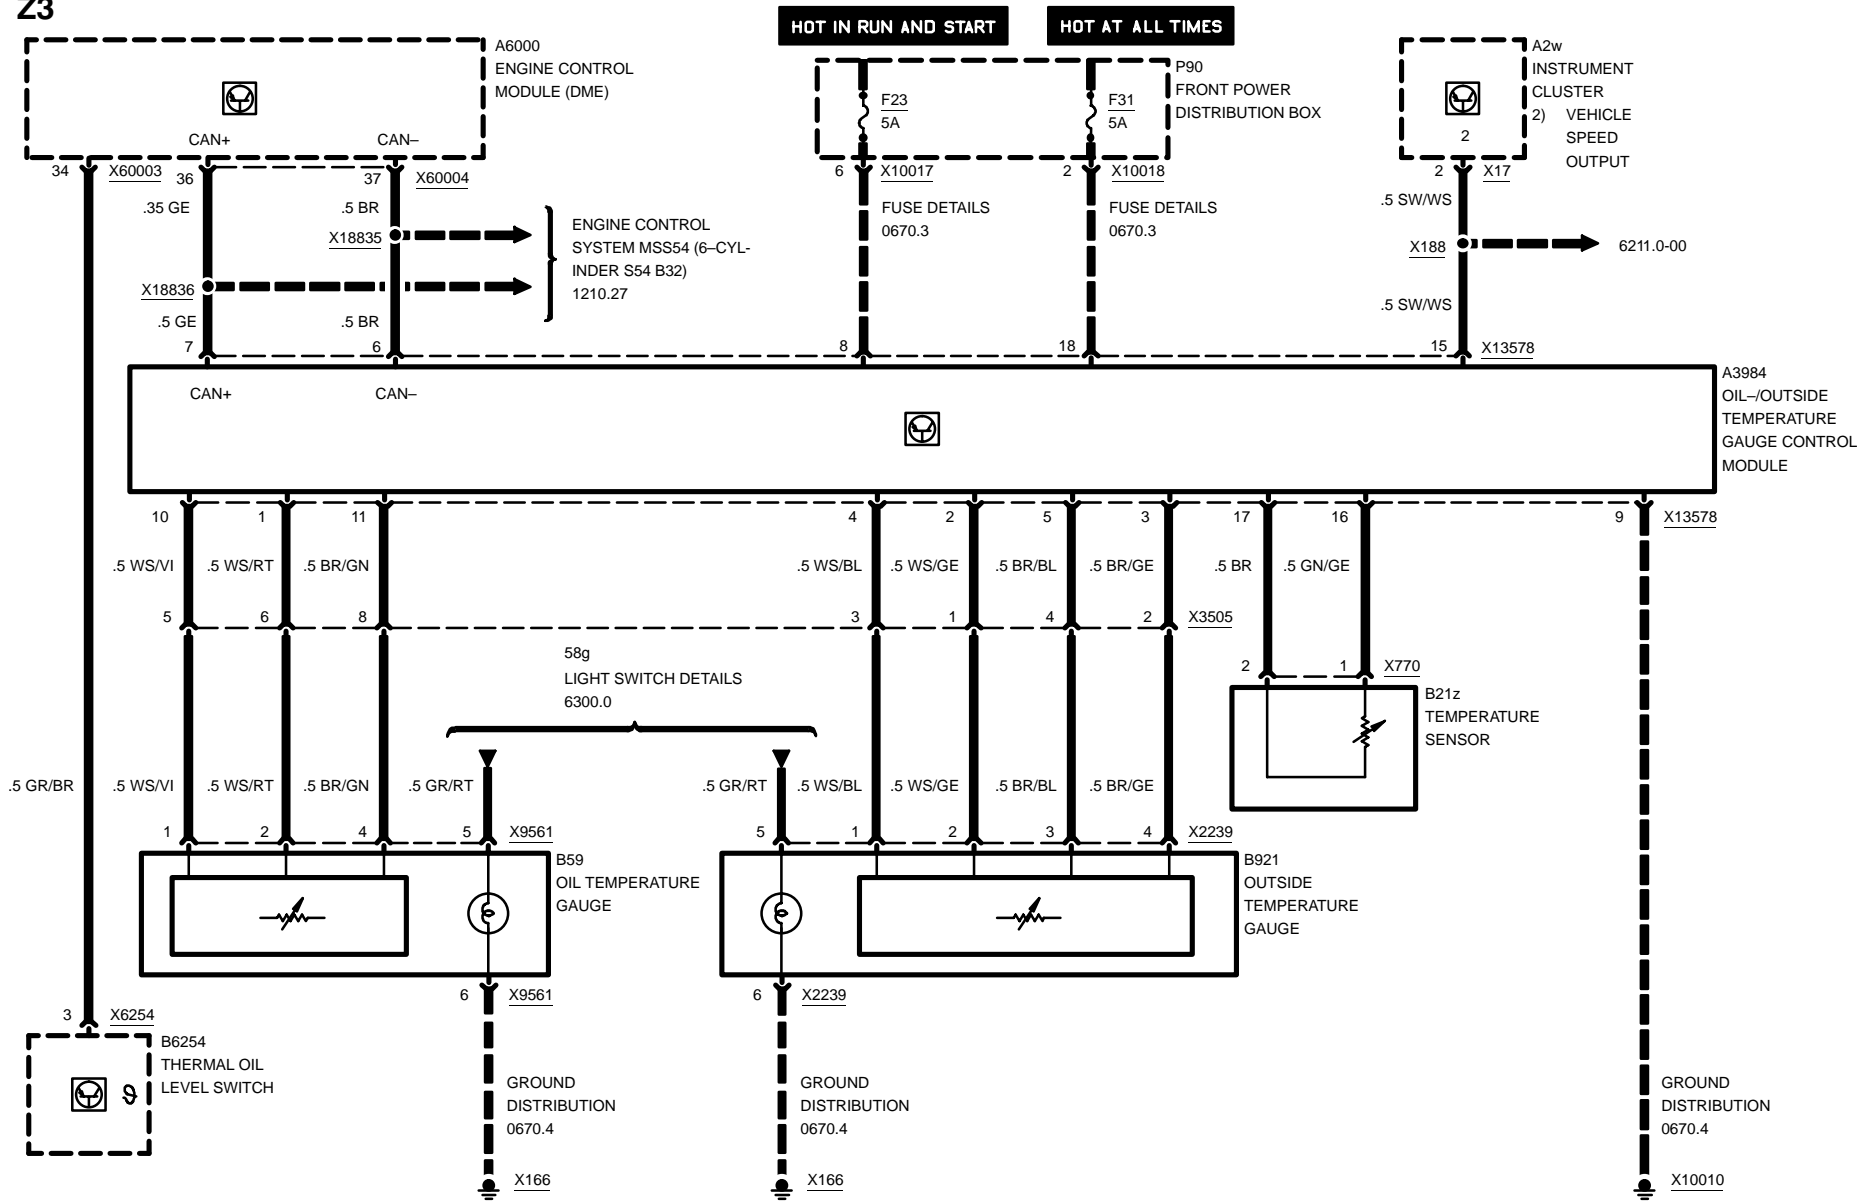 Z3
HOT IN RUN AND START
HOT AT ALL TIMES
A6000
ENGINE CONTROL
MODULE (DME)
CAN+
CAN–
P90
FRONT POWER
DISTRIBUTION BOX
F23
5A
F31
5A
A2w
INSTRUMENT
CLUSTER
2) VEHICLE
SPEED
OUTPUT
2
34
X60003
36
37
X60004
6
X10017
2
X10018
2
X17
.35 GE
.5 BR
X18835
X18836
.5 GE
.5 BR
ENGINE CONTROL
SYSTEM MSS54 (6–CYL-
INDER S54 B32)
1210.27
FUSE DETAILS
0670.3
FUSE DETAILS
0670.3
.5 SW/WS
X188
6211.0-00
.5 SW/WS
7
6
8
18
15
X13578
CAN+
CAN–
A3984
OIL–/OUTSIDE
TEMPERATURE
GAUGE CONTROL
MODULE
10
1
11
4
2
5
3
17
16
9
X13578
.5 WS/VI
.5 WS/RT
.5 BR/GN
.5 WS/BL
.5 WS/GE
.5 BR/BL
.5 BR/GE
.5 BR
.5 GN/GE
5
6
8
3
1
4
2
X3505
58g
LIGHT SWITCH DETAILS
6300.0
2
1
X770
B21z
TEMPERATURE
SENSOR
.5 GR/BR
.5 WS/VI
.5 WS/RT
.5 BR/GN
.5 GR/RT
.5 GR/RT
.5 WS/BL
.5 WS/GE
.5 BR/BL
.5 BR/GE
1
2
4
5
X9561
5
1
2
3
4
X2239
B59
OIL TEMPERATURE
GAUGE
B921
OUTSIDE
TEMPERATURE
GAUGE
6
X9561
6
X2239
3
X6254
B6254
THERMAL OIL
LEVEL SWITCH
ϑ
GROUND
DISTRIBUTION
0670.4
GROUND
DISTRIBUTION
0670.4
GROUND
DISTRIBUTION
0670.4
X166
X166
X10010